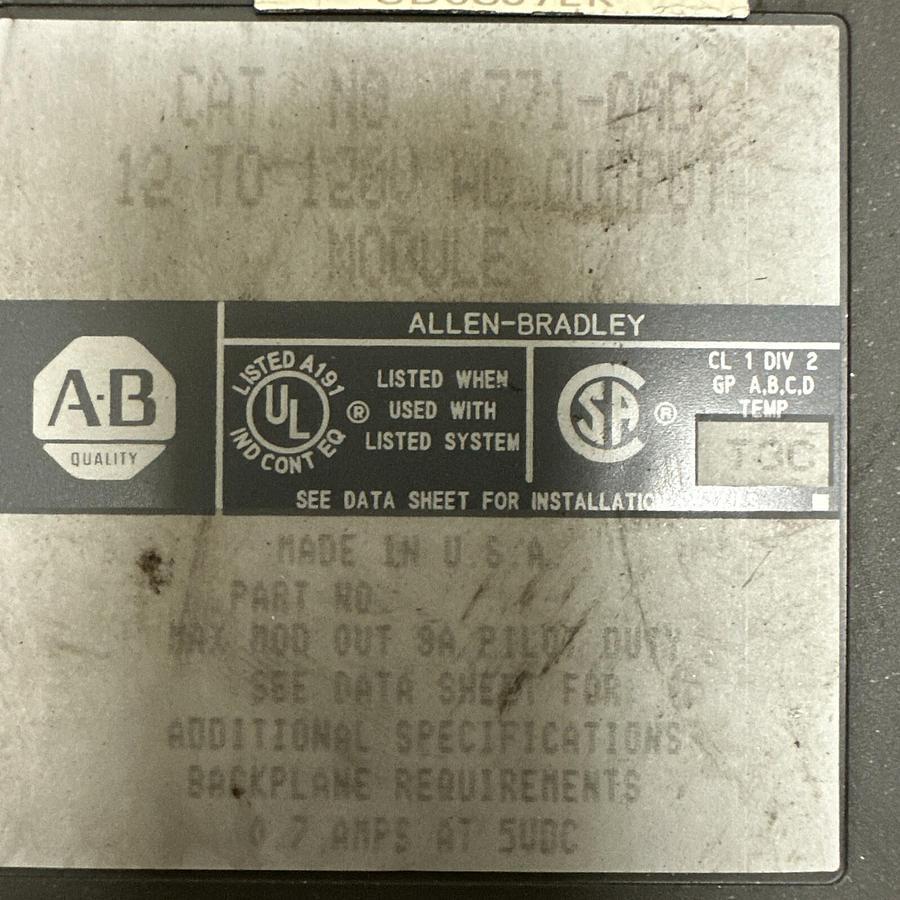 CAT. NO. 1771-OAD
12 TO 120V AC OUTPUT
MODULE
ALLEN-BRADLEY
A·B
QUALITY
LISTED A191
UL
IND CONT EQ
®
LISTED WHEN
USED WITH
LISTED SYSTEM
SA
®
CL 1 DIV 2
GP A,B,C,D
TEMP
T3C
SEE DATA SHEET FOR
MADE IN U.S.A.
PART NO.
MAX MOD OUT 8A PILOT DUTY
SEE DATA SHEET FOR
ADDITIONAL SPECIFICATIONS
BACKPLANE REQUIREMENTS
0.7 AMPS AT 5VDC